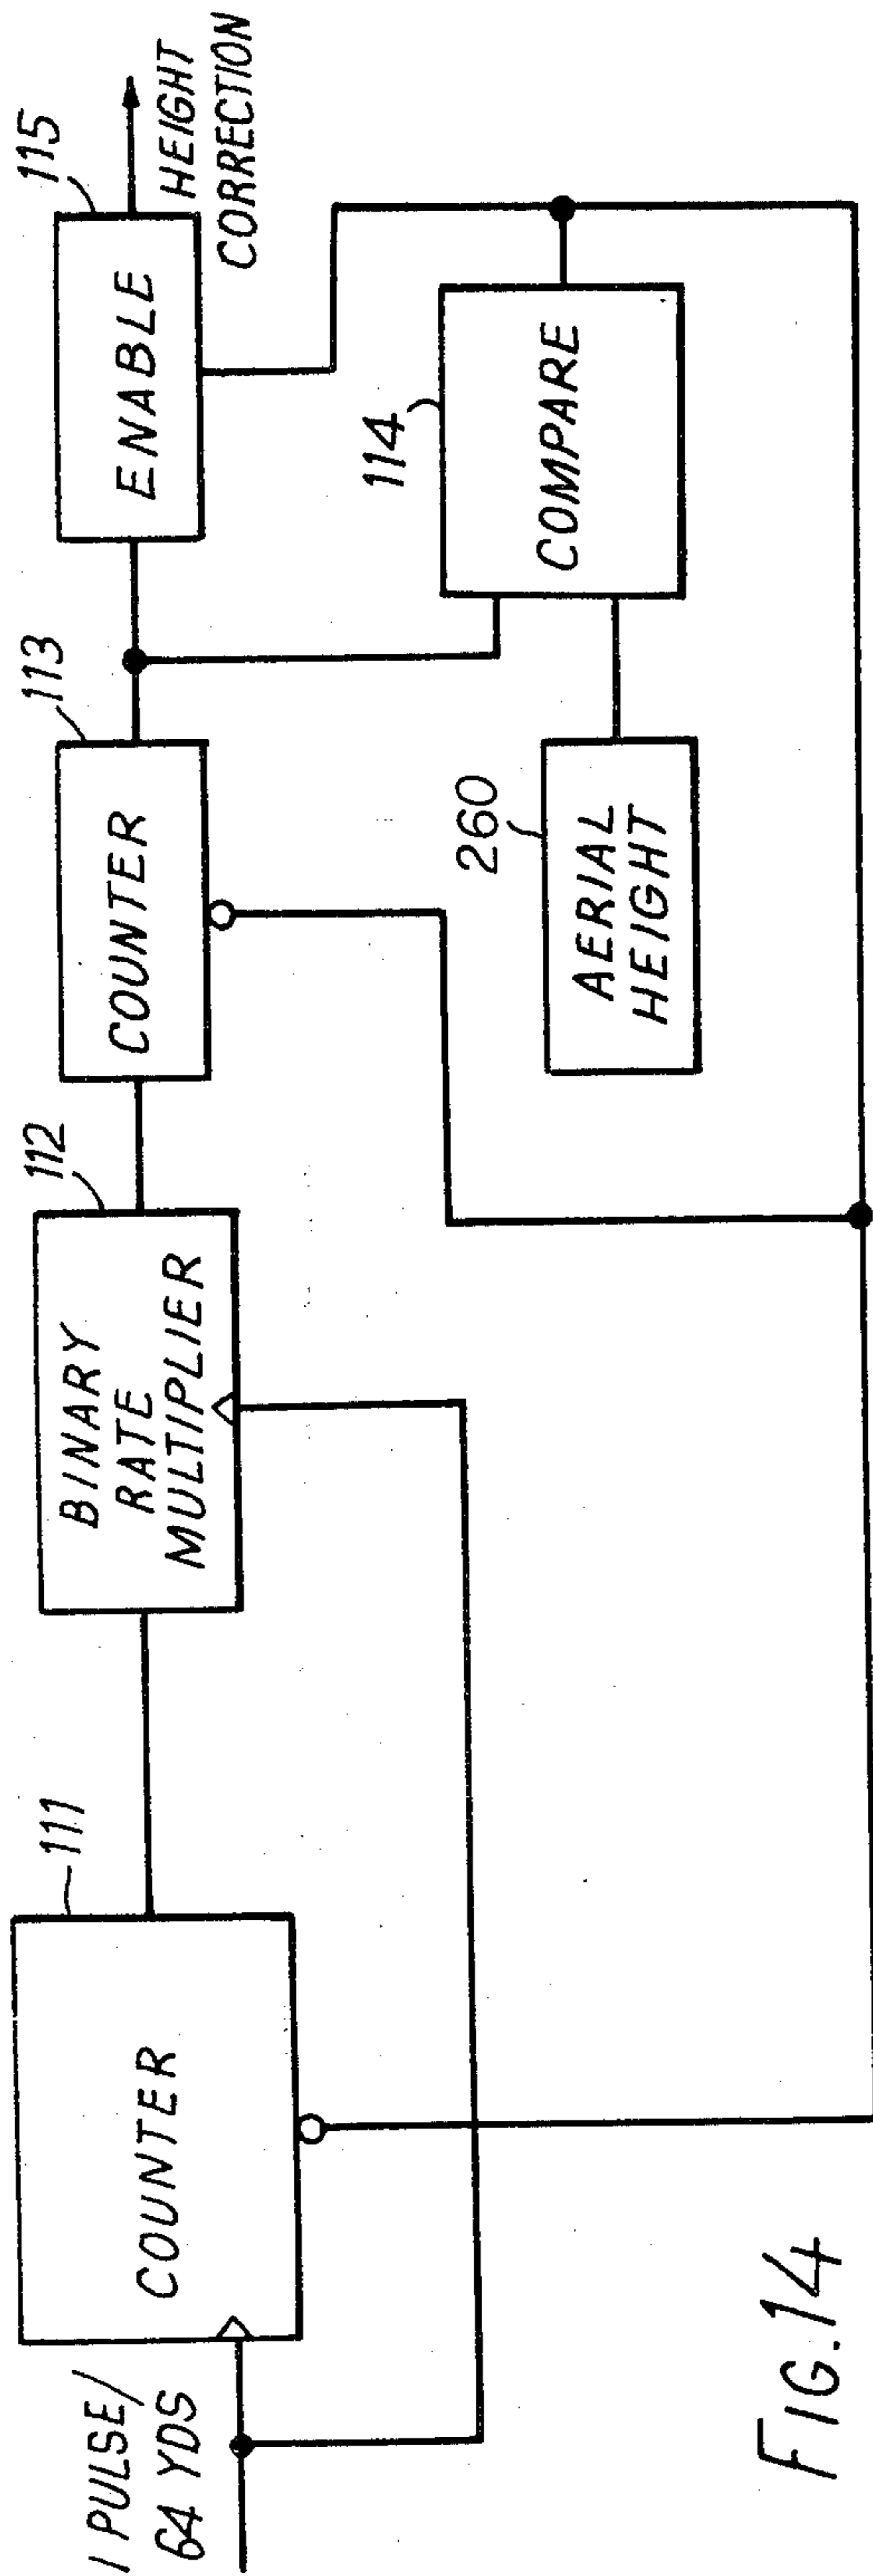 1 PULSE/
64 YDS
COUNTER
111
BINARY
RATE
MULTIPLIER
112
COUNTER
113
ENABLE
115
HEIGHT
CORRECTION
COMPARE
114
AERIAL
HEIGHT
260
FIG.14